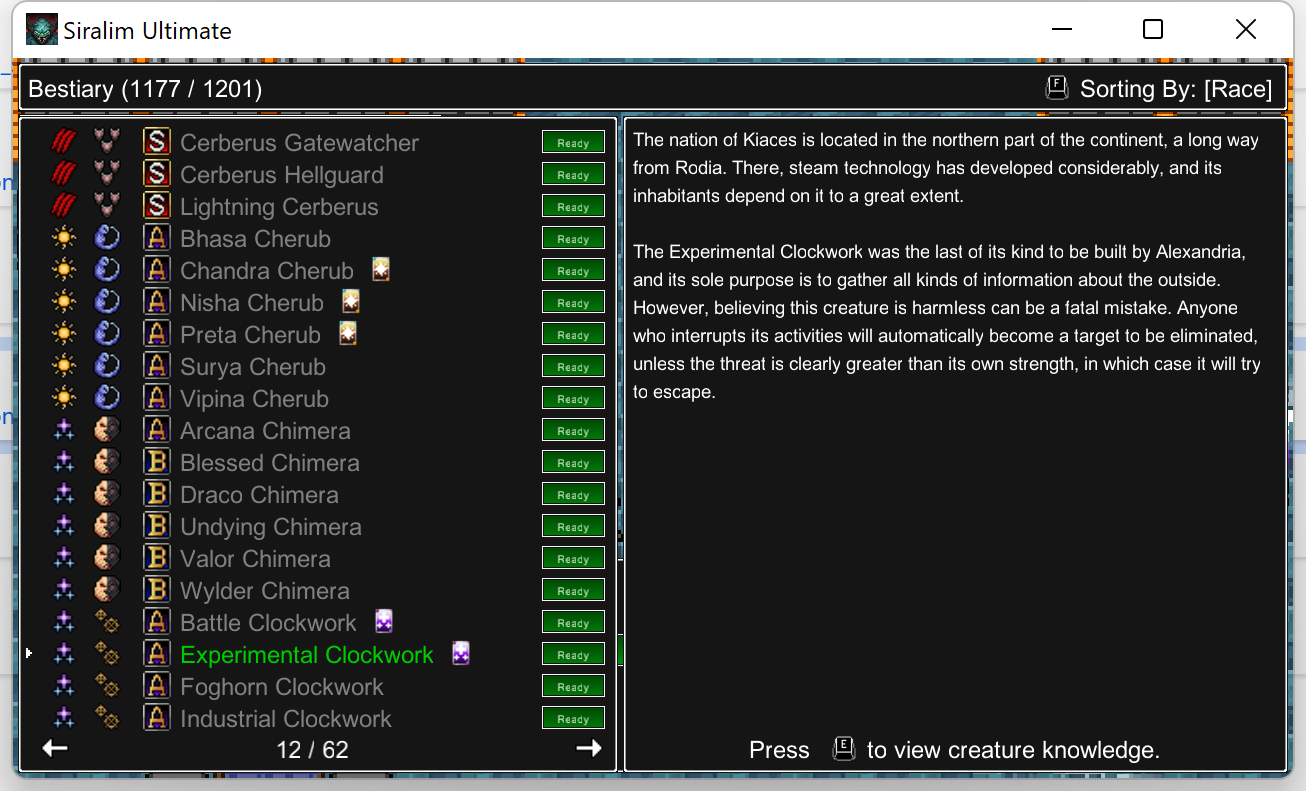 Siralim Ultimate
Bestiary (1177 / 1201)
F Sorting By: [Race]
S Cerberus Gatewatcher Ready
S Cerberus Hellguard Ready
S Lightning Cerberus Ready
A Bhasa Cherub Ready
A Chandra Cherub Ready
A Nisha Cherub Ready
A Preta Cherub Ready
A Surya Cherub Ready
A Vipina Cherub Ready
A Arcana Chimera Ready
B Blessed Chimera Ready
B Draco Chimera Ready
B Undying Chimera Ready
B Valor Chimera Ready
B Wylder Chimera Ready
A Battle Clockwork Ready
A Experimental Clockwork Ready
A Foghorn Clockwork Ready
A Industrial Clockwork Ready
12 / 62
The nation of Kiaces is located in the northern part of the continent, a long way
from Rodia. There, steam technology has developed considerably, and its
inhabitants depend on it to a great extent.
The Experimental Clockwork was the last of its kind to be built by Alexandria,
and its sole purpose is to gather all kinds of information about the outside.
However, believing this creature is harmless can be a fatal mistake. Anyone
who interrupts its activities will automatically become a target to be eliminated,
unless the threat is clearly greater than its own strength, in which case it will try
to escape.
Press E to view creature knowledge.